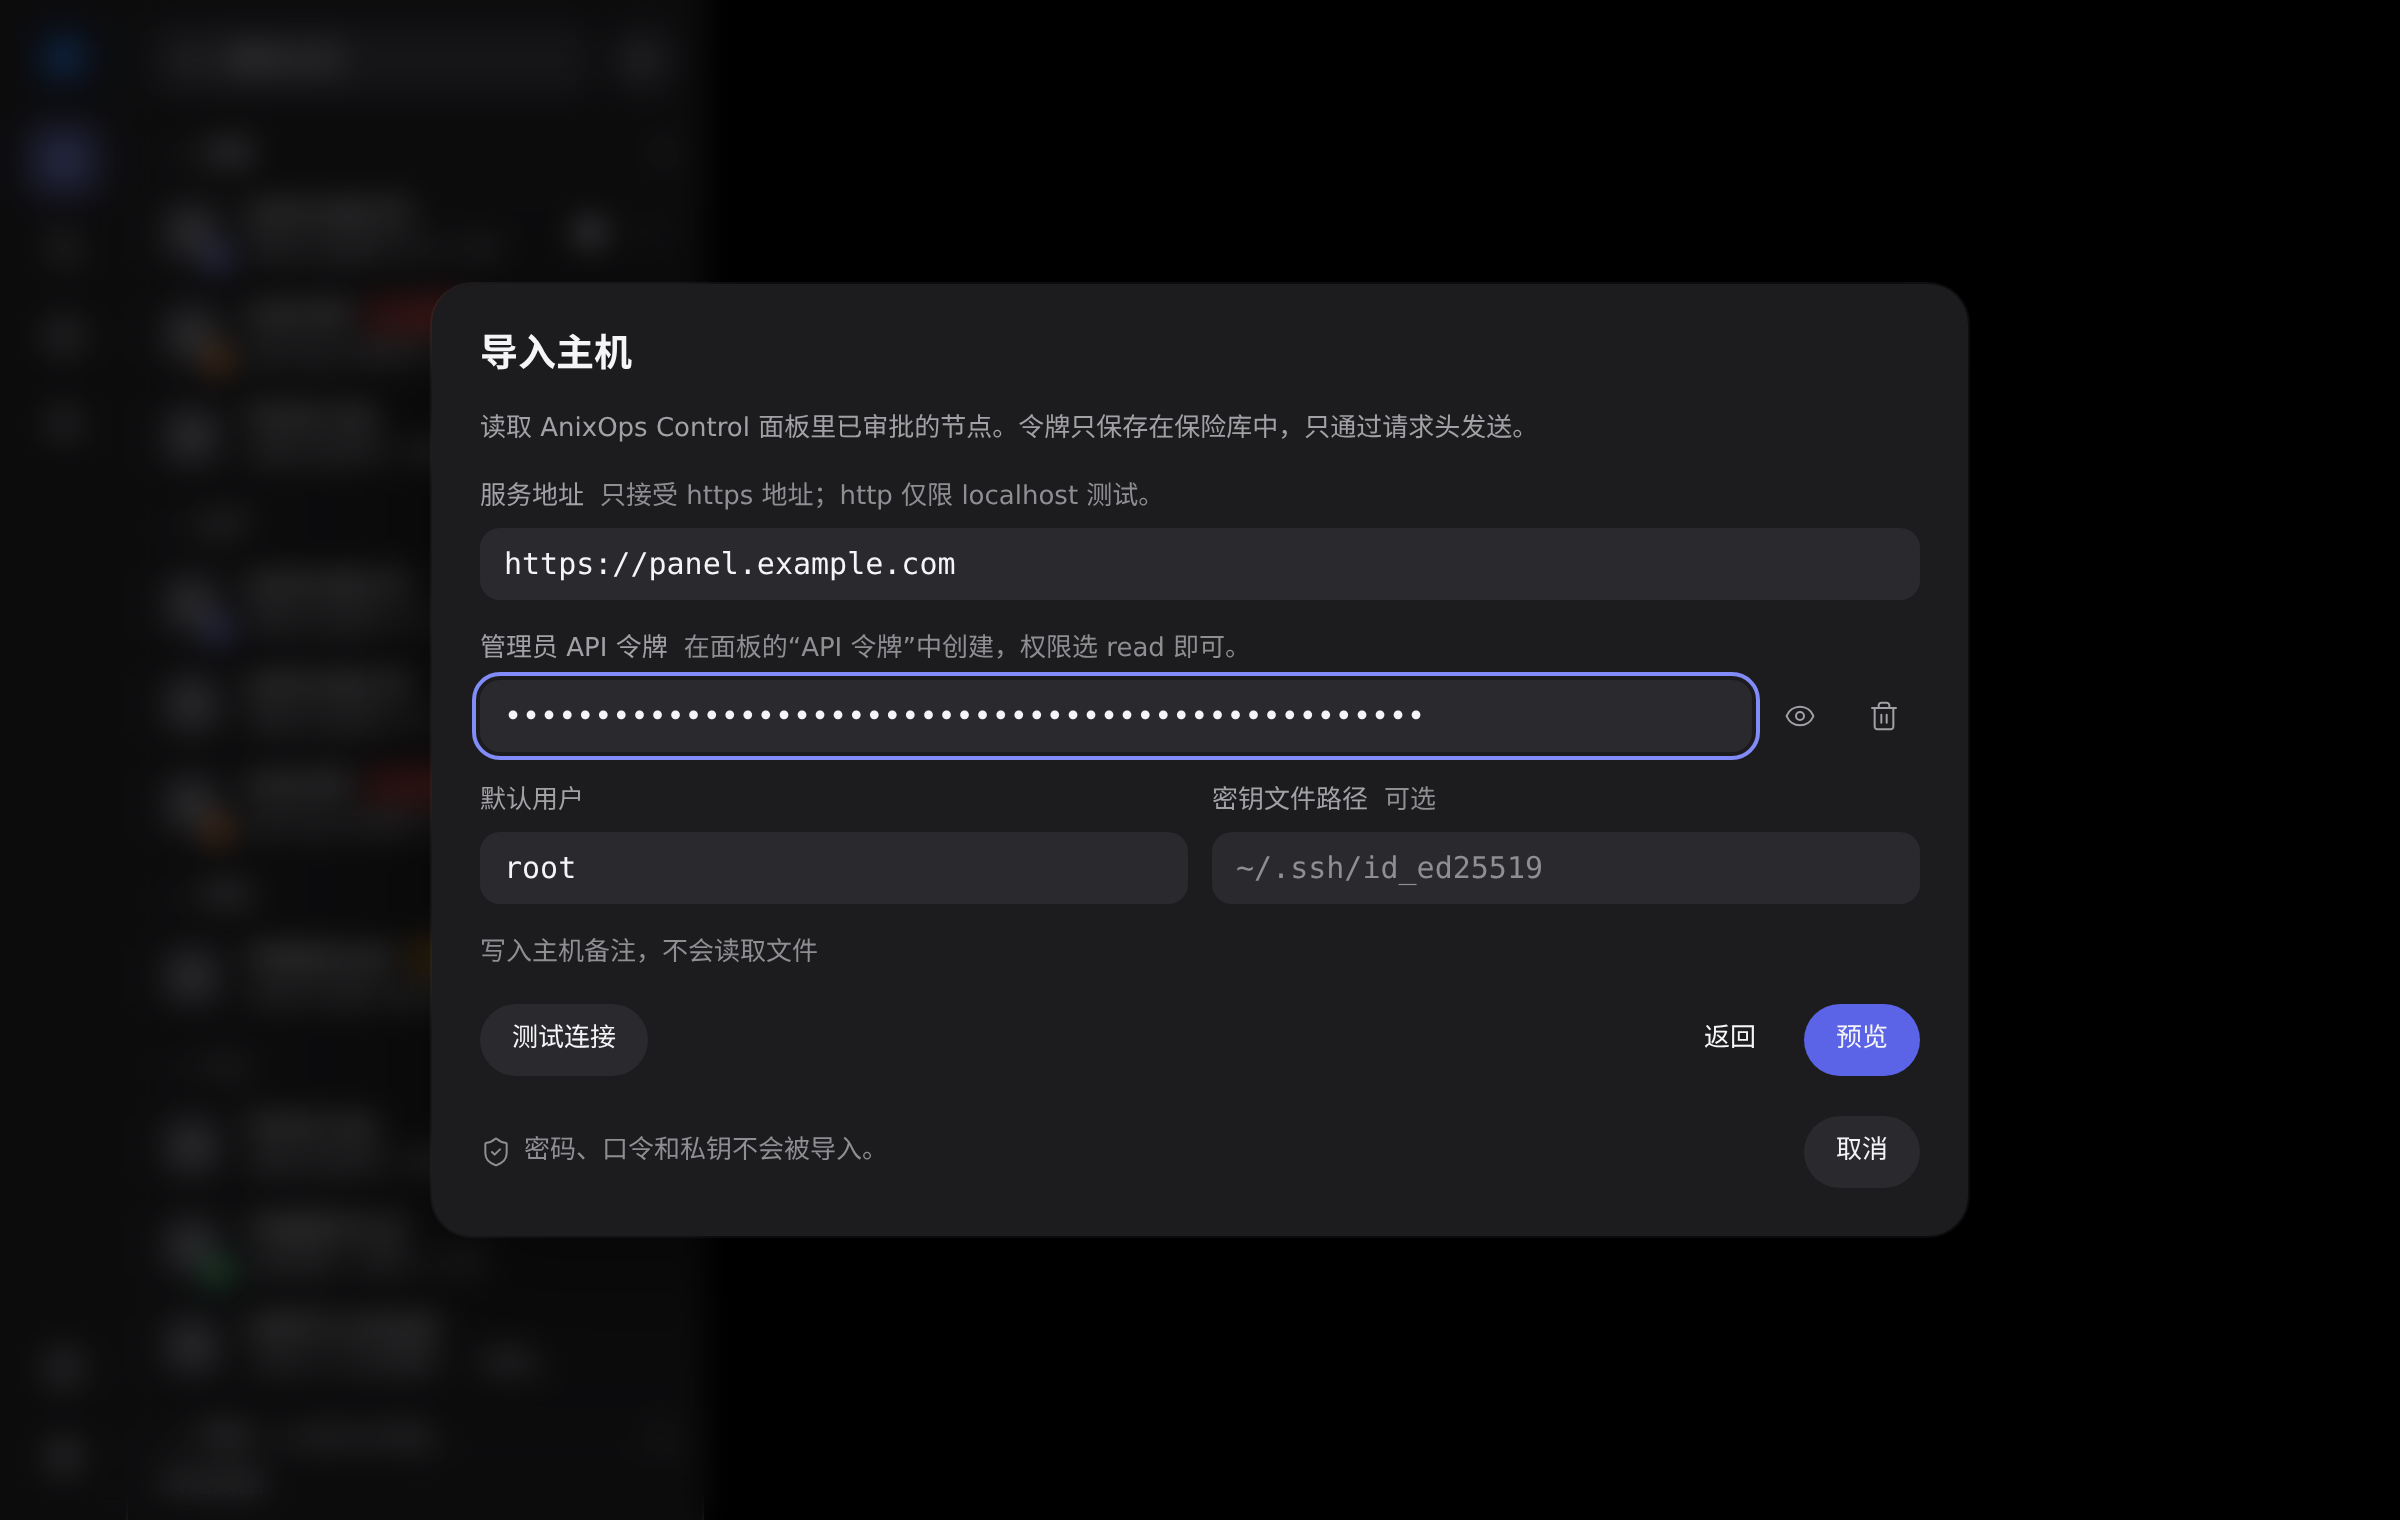 导入主机
读取 AnixOps Control 面板里已审批的节点。令牌只保存在保险库中，只通过请求头发送。
服务地址 只接受 https 地址；http 仅限 localhost 测试。
https://panel.example.com
管理员 API 令牌 在面板的“API 令牌”中创建，权限选 read 即可。
•••••••••••••••••••••••••••••••••••••••••••••••••••
默认用户 密钥文件路径 可选
root ~/.ssh/id_ed25519
写入主机备注，不会读取文件
测试连接 返回 预览
密码、口令和私钥不会被导入。 取消